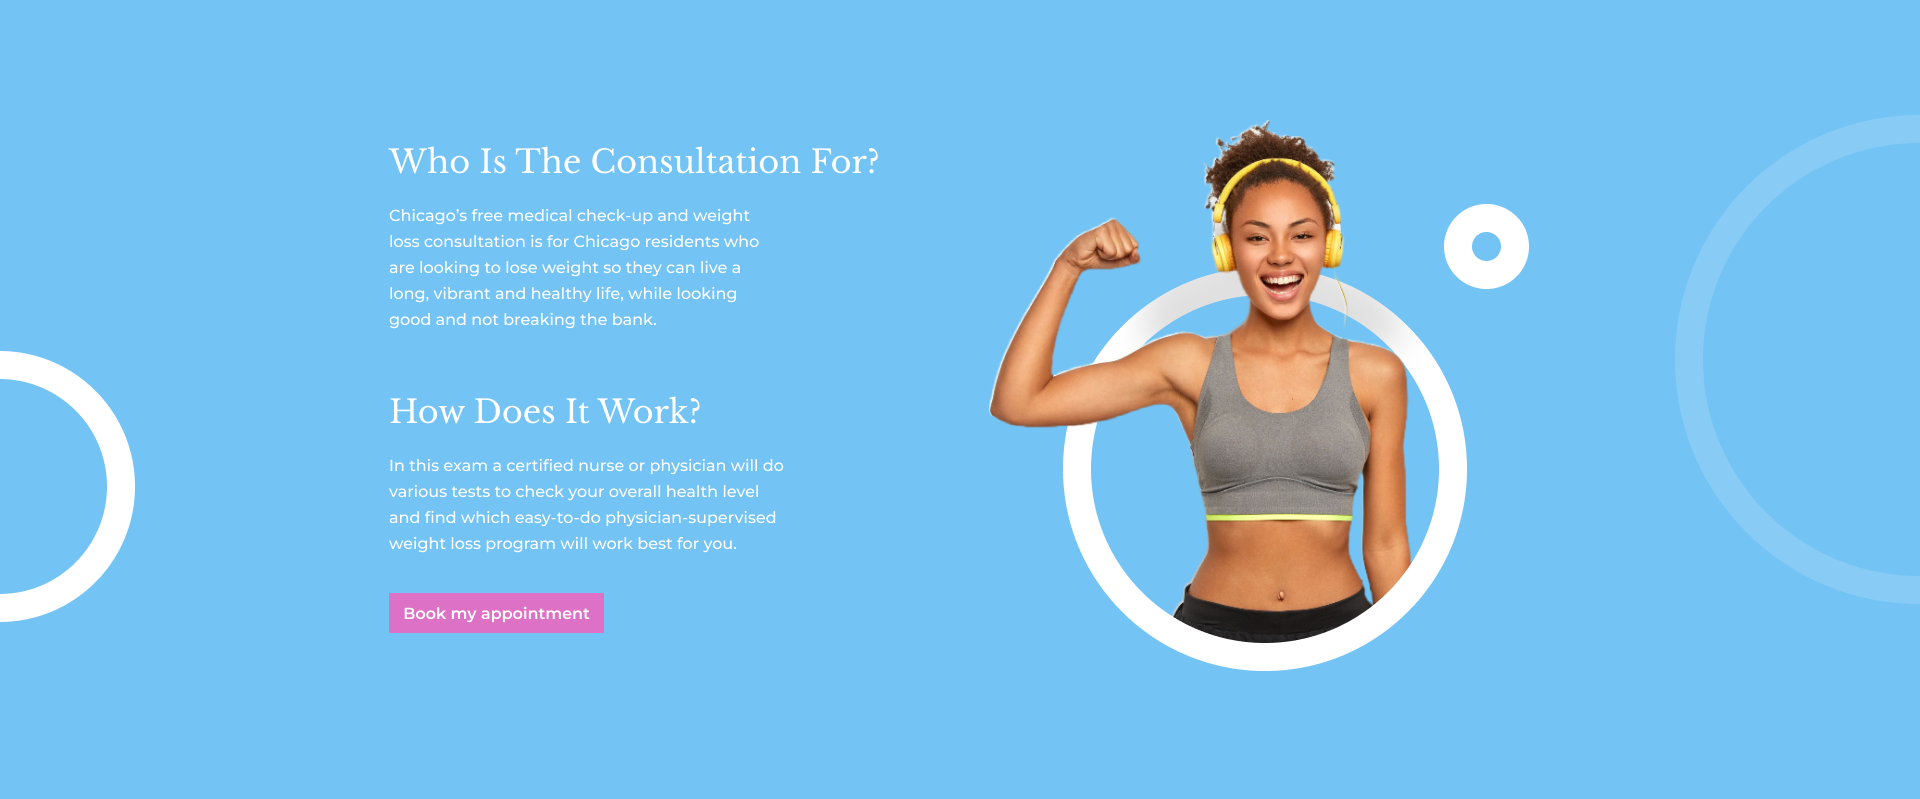 Who Is The Consultation For?
Chicago’s free medical check-up and weight
loss consultation is for Chicago residents who
are looking to lose weight so they can live a
long, vibrant and healthy life, while looking
good and not breaking the bank.
How Does It Work?
In this exam a certified nurse or physician will do
various tests to check your overall health level
and find which easy-to-do physician-supervised
weight loss program will work best for you.
Book my appointment